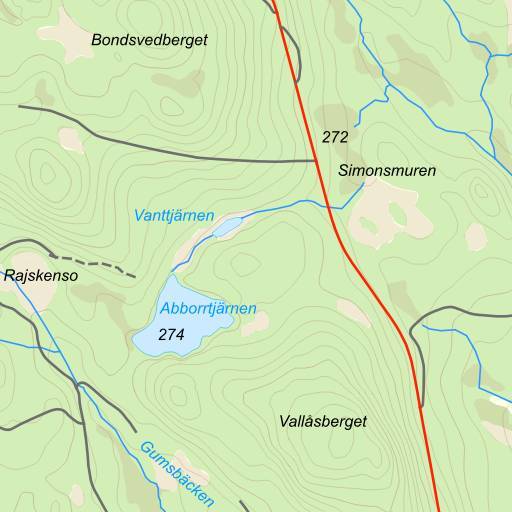 Bondsvedberget
272
Simonsmuren
Vanttjärnen
Rajskenso
Abborrtjärnen
274
Vallåsberget
Gumsbäcken